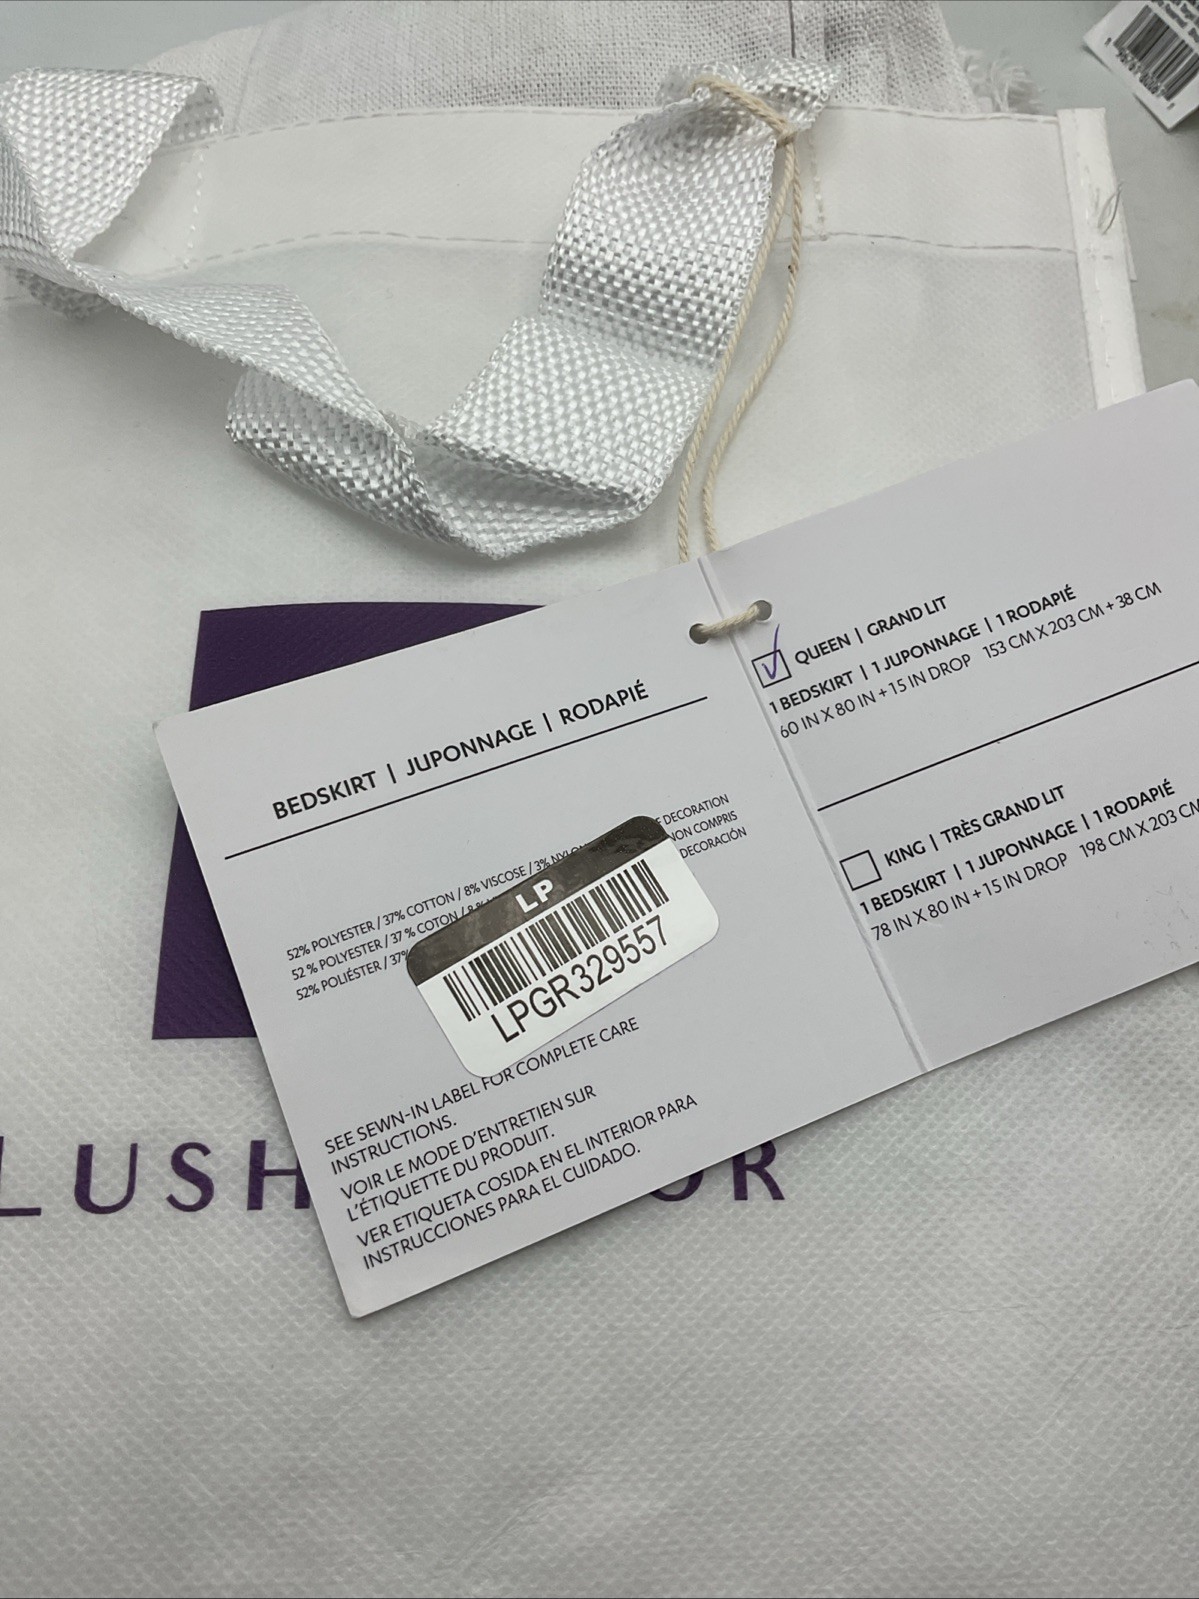 BEDSKIRT | JUPONNAGE | RODAPIÉ
52% POLYESTER / 37% COTTON / 8% VISCOSE / 3% NYLON DECORATION
52 % POLYESTER / 37 % COTON / 8 % NON COMPRIS
52% POLIÉSTER / 37% DECORACIÓN
LP
LPGR329557
SEE SEWN-IN LABEL FOR COMPLETE CARE
INSTRUCTIONS.
VOIR LE MODE D'ENTRETIEN SUR
L'ÉTIQUETTE DU PRODUIT.
VER ETIQUETA COSIDA EN EL INTERIOR PARA
INSTRUCCIONES PARA EL CUIDADO.
QUEEN | GRAND LIT
1 BEDSKIRT | 1 JUPONNAGE | 1 RODAPIÉ
60 IN X 80 IN + 15 IN DROP 153 CM X 203 CM + 38 CM
KING | TRÈS GRAND LIT
1 BEDSKIRT | 1 JUPONNAGE | 1 RODAPIÉ
78 IN X 80 IN + 15 IN DROP 198 CM X 203 CM
LUSH OR